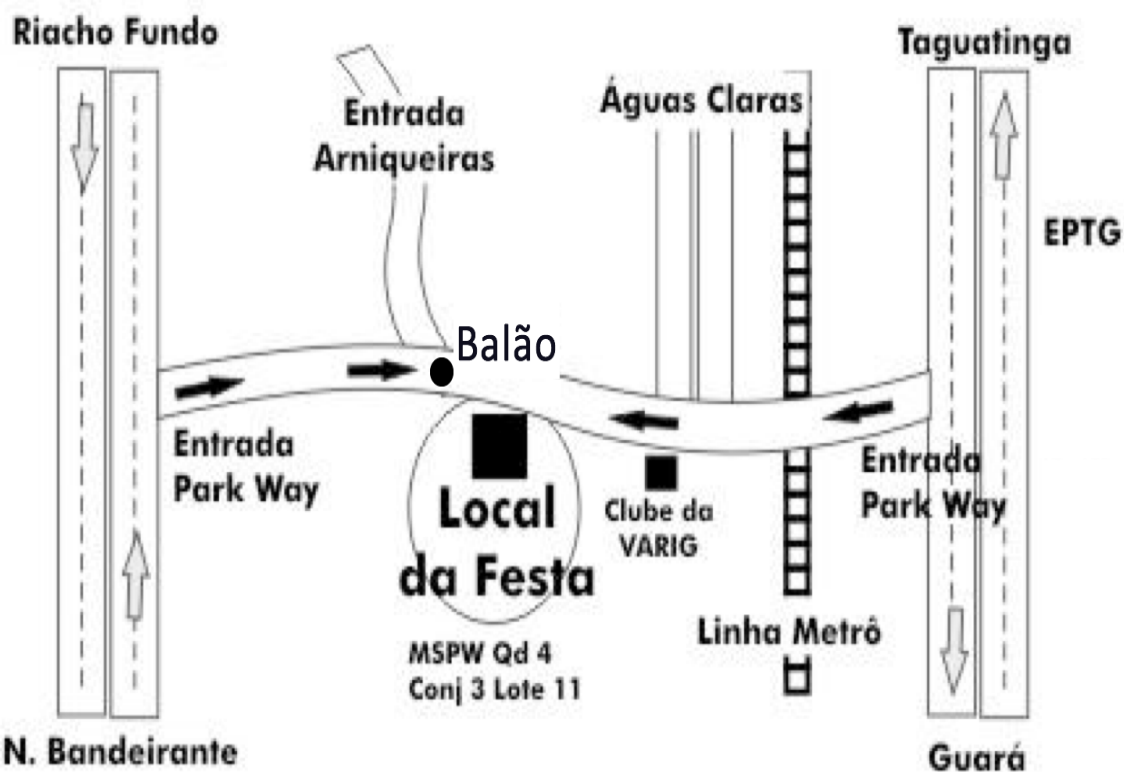 Riacho Fundo
Taguatinga
Águas Claras
Entrada
Arniqueiras
EPTG
Balão
Entrada
Park Way
Entrada
Park Way
Local
da Festa
Clube da
VARIG
Linha Metrô
MSPW Qd 4
Conj 3 Lote 11
N. Bandeirante
Guará